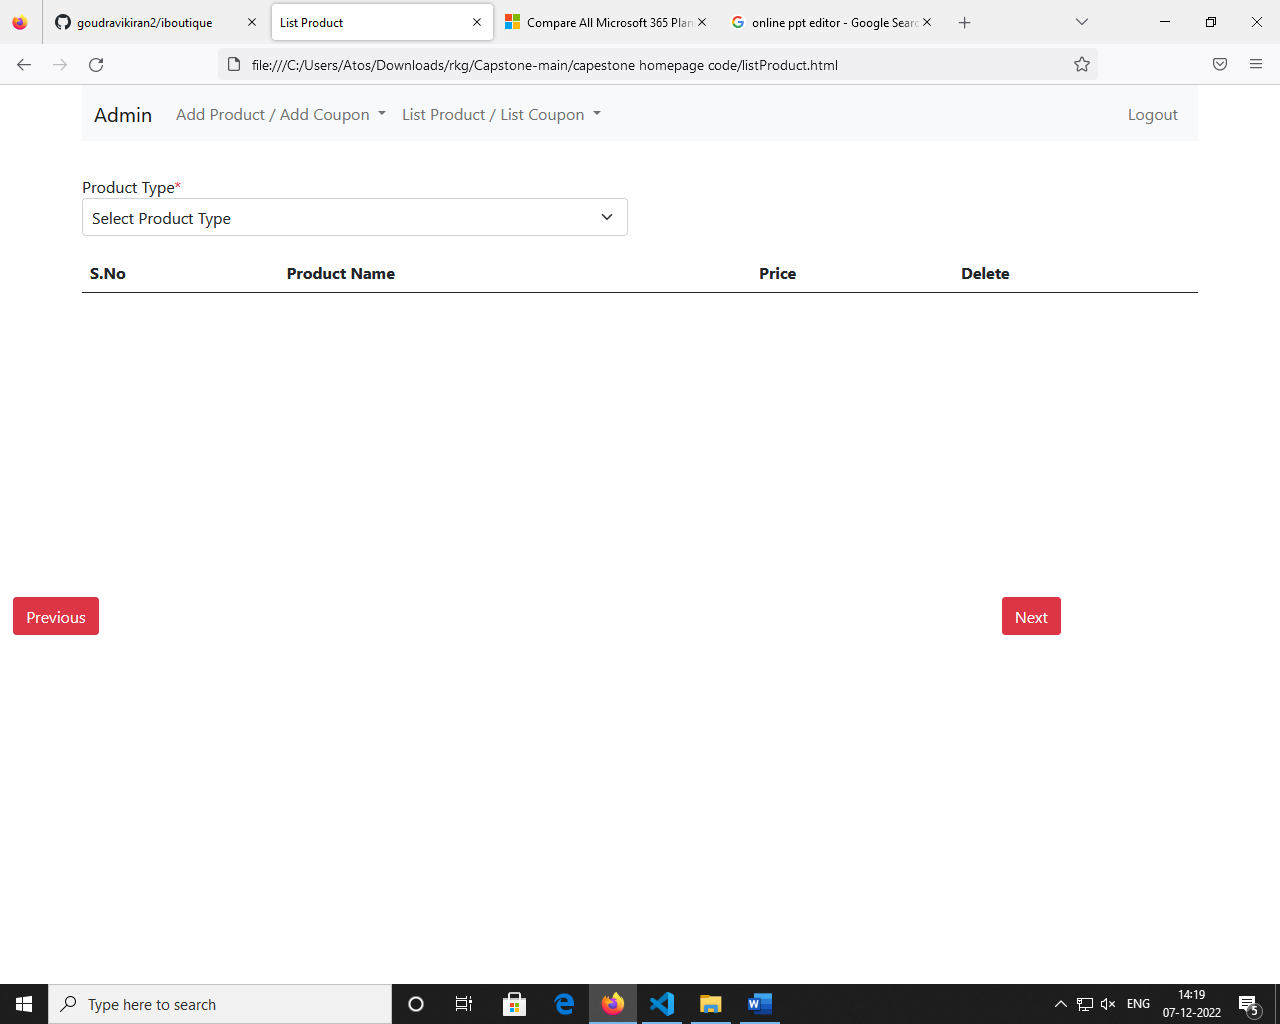 goudravikiran2/iboutique
List Product
Compare All Microsoft 365 Plan
online ppt editor - Google Searc
file:///C:/Users/Atos/Downloads/rkg/Capstone-main/capestone homepage code/listProduct.html
Admin Add Product / Add Coupon List Product / List Coupon Logout
Product Type*
Select Product Type
S.No Product Name Price Delete
Previous Next
Type here to search
ENG
14:19
07-12-2022
5